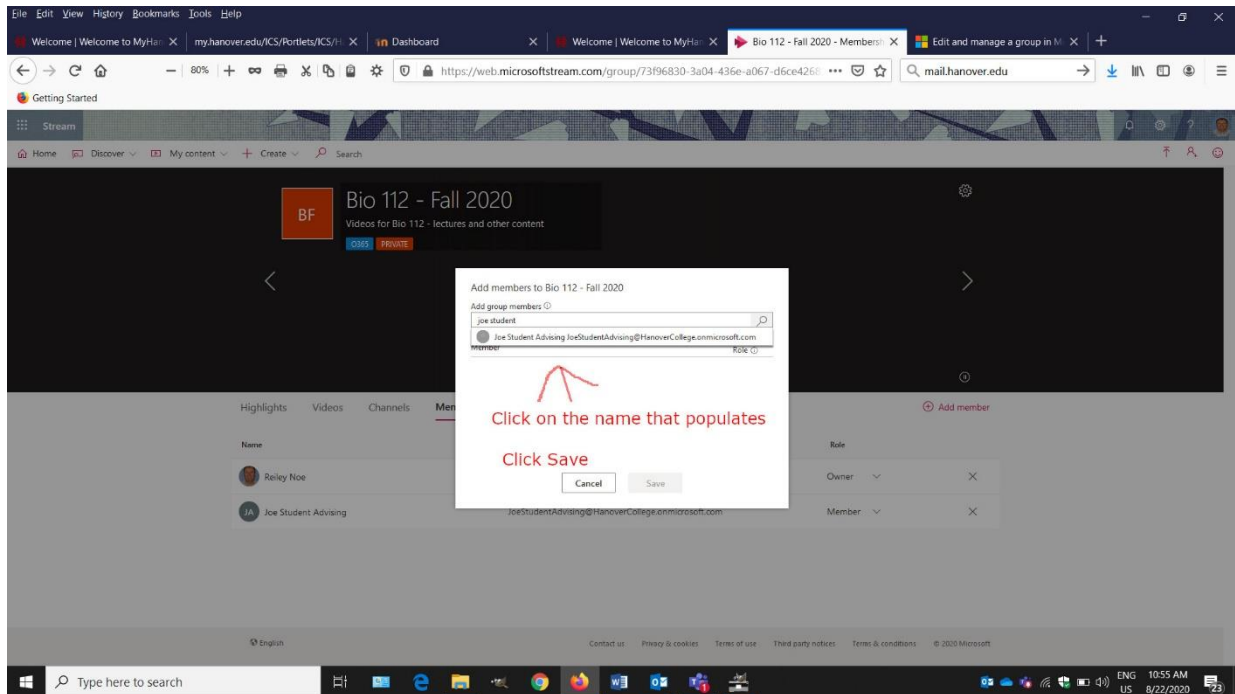 File Edit View History Bookmarks Tools Help
Welcome | Welcome to MyHan
my.hanover.edu/ICS/Portlets/ICS/H
Dashboard
Welcome | Welcome to MyHan
Bio 112 - Fall 2020 - Membersh
Edit and manage a group in M
80%
https://web.microsoftstream.com/group/73f96830-3a04-436e-a067-d6ce4268
mail.hanover.edu
Getting Started
Stream
Home Discover My content Create Search
BF
Bio 112 - Fall 2020
Videos for Bio 112 - lectures and other content
O365 PRIVATE
Add members to Bio 112 - Fall 2020
Add group members
joe student
Joe Student Advising JoeStudentAdvising@HanoverCollege.onmicrosoft.com
Member Role
Click on the name that populates
Click Save
Cancel Save
Highlights Videos Channels Men
Add member
Name Role
Reiley Noe Owner
JA Joe Student Advising JoeStudentAdvising@HanoverCollege.onmicrosoft.com Member
English Contact us Privacy & cookies Terms of use Third party notices Terms & conditions © 2020 Microsoft
Type here to search
ENG 10:55 AM
US 8/22/2020
23